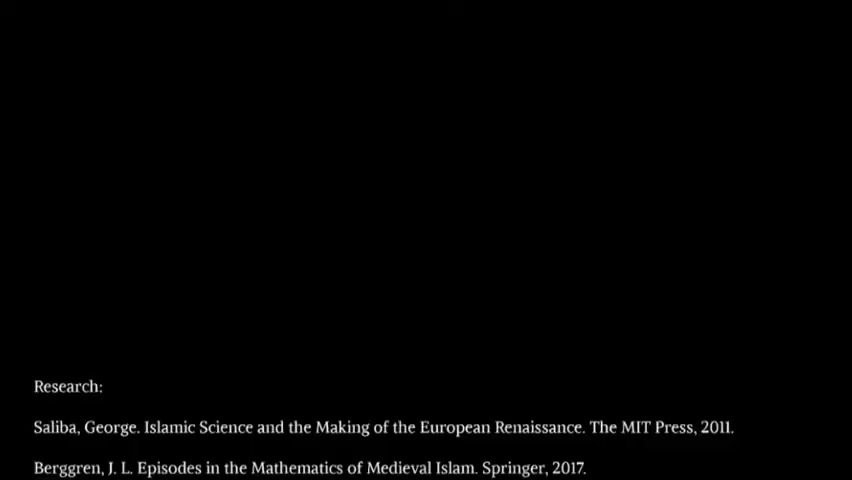 Research:
Saliba, George. Islamic Science and the Making of the European Renaissance. The MIT Press, 2011.
Berggren, J. L. Episodes in the Mathematics of Medieval Islam. Springer, 2017.